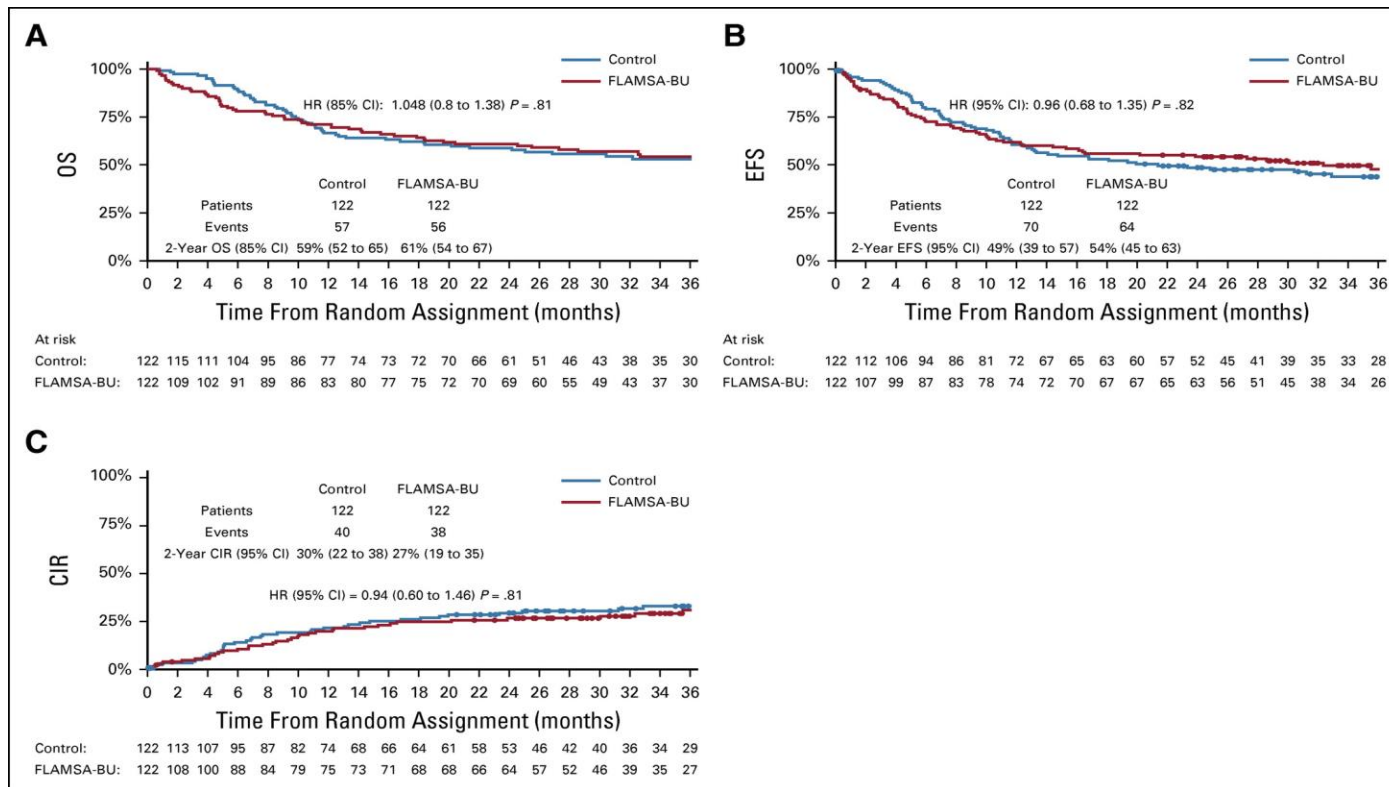 A
100%
75%
50%
25%
0%
OS
Control
FLAMSA-BU
HR (85% CI): 1.048 (0.8 to 1.38) P = .81
Control FLAMSA-BU
Patients 122 122
Events 57 56
2-Year OS (85% CI) 59% (52 to 65) 61% (54 to 67)
0 2 4 6 8 10 12 14 16 18 20 22 24 26 28 30 32 34 36
Time From Random Assignment (months)
At risk
Control: 122 115 111 104 95 86 77 74 73 72 70 66 61 51 46 43 38 35 30
FLAMSA-BU: 122 109 102 91 89 86 83 80 77 75 72 70 69 60 55 49 43 37 30
B
100%
75%
50%
25%
0%
EFS
Control
FLAMSA-BU
HR (95% CI): 0.96 (0.68 to 1.35) P = .82
Control FLAMSA-BU
Patients 122 122
Events 70 64
2-Year EFS (95% CI) 49% (39 to 57) 54% (45 to 63)
0 2 4 6 8 10 12 14 16 18 20 22 24 26 28 30 32 34 36
Time From Random Assignment (months)
At risk
Control: 122 112 106 94 86 81 72 67 65 63 60 57 52 45 41 39 35 33 28
FLAMSA-BU: 122 107 99 87 83 78 74 72 70 67 67 65 63 56 51 45 38 34 26
C
100%
75%
50%
25%
0%
CIR
Control
FLAMSA-BU
Control FLAMSA-BU
Patients 122 122
Events 40 38
2-Year CIR (95% CI) 30% (22 to 38) 27% (19 to 35)
HR (95% CI) = 0.94 (0.60 to 1.46) P = .81
0 2 4 6 8 10 12 14 16 18 20 22 24 26 28 30 32 34 36
Time From Random Assignment (months)
Control: 122 113 107 95 87 82 74 68 66 64 61 58 53 46 42 40 36 34 29
FLAMSA-BU: 122 108 100 88 84 79 75 73 71 68 68 66 64 57 52 46 39 35 27